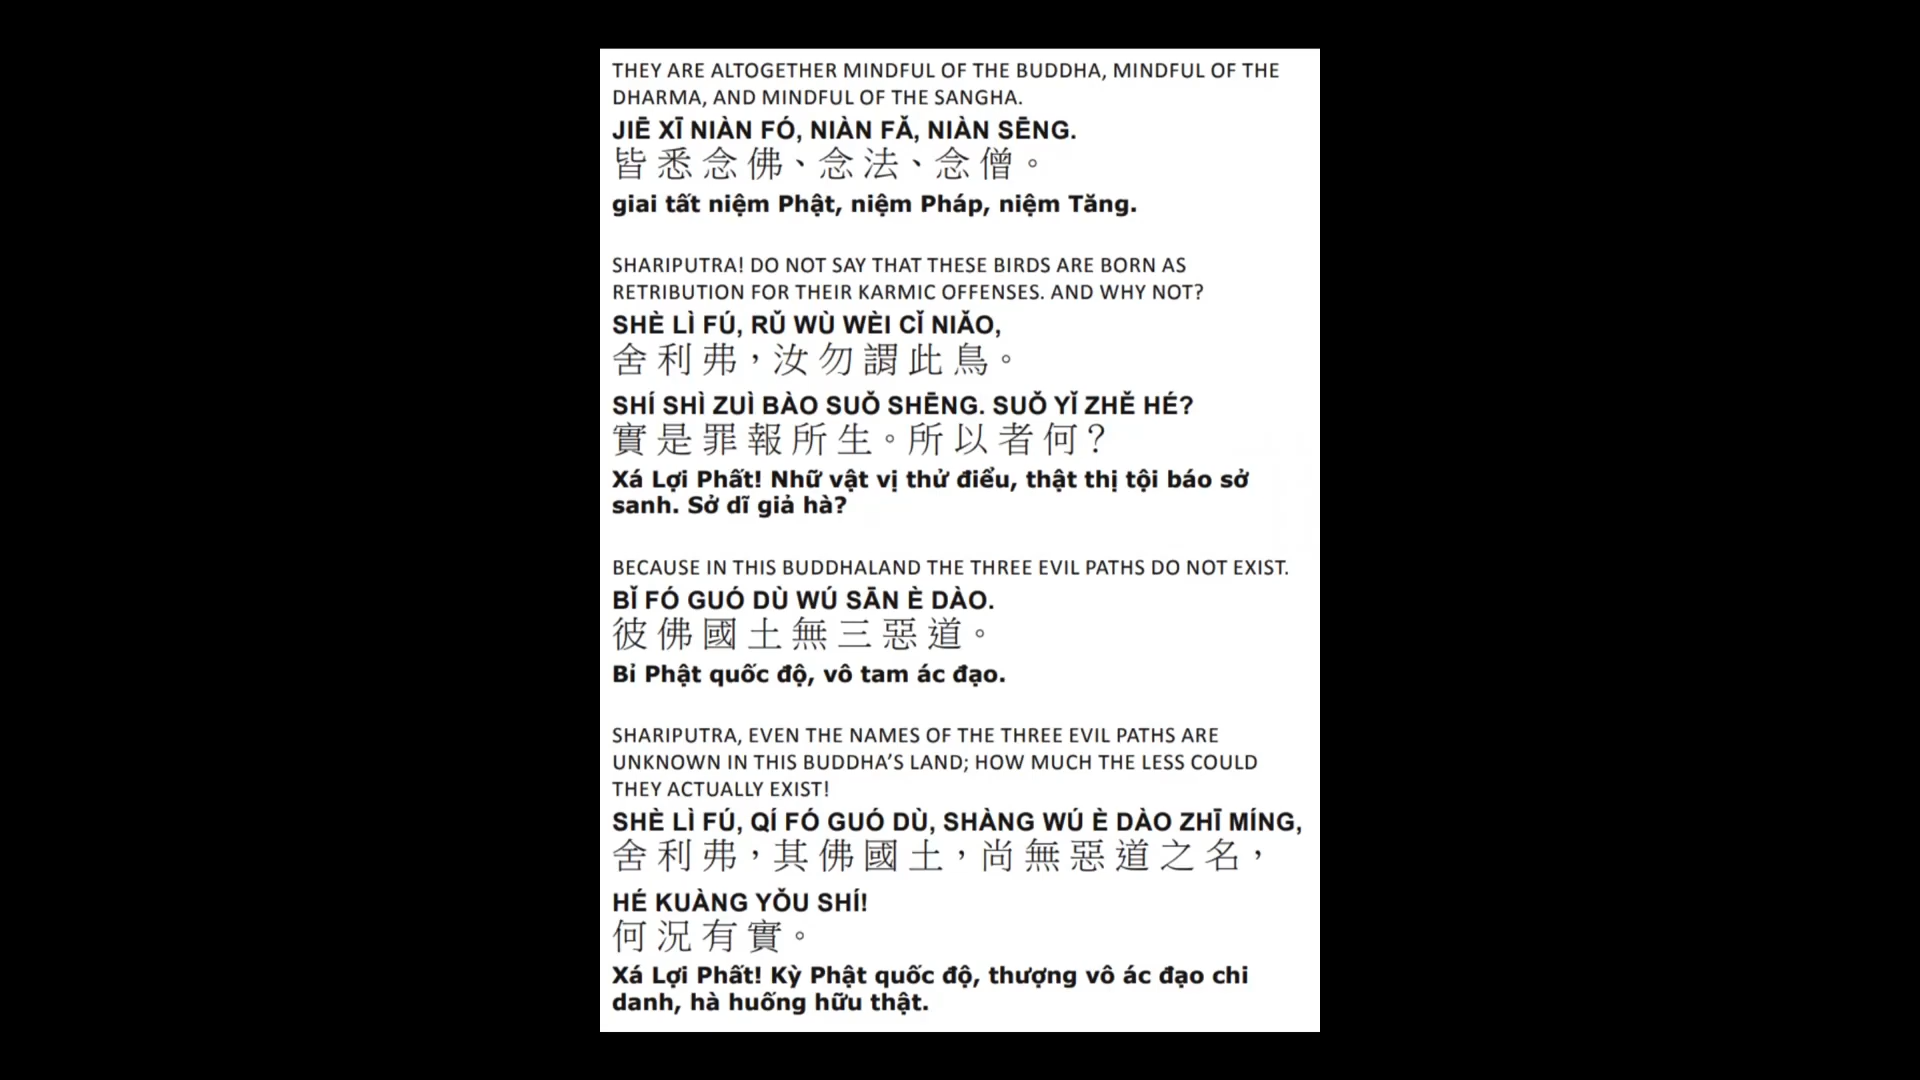 THEY ARE ALTOGETHER MINDFUL OF THE BUDDHA, MINDFUL OF THE
DHARMA, AND MINDFUL OF THE SANGHA.
JIĒ XĪ NIÀN FÓ, NIÀN FǍ, NIÀN SĒNG.
皆悉念佛、念法、念僧。
giai tất niệm Phật, niệm Pháp, niệm Tăng.
SHARIPUTRA! DO NOT SAY THAT THESE BIRDS ARE BORN AS
RETRIBUTION FOR THEIR KARMIC OFFENSES. AND WHY NOT?
SHÈ LÌ FÚ, RǓ WÙ WÈI CǏ NIǍO,
舍利弗，汝勿謂此鳥。
SHÍ SHÌ ZUÌ BÀO SUǑ SHĒNG. SUǑ YǏ ZHĚ HÉ?
實是罪報所生。所以者何？
Xá Lợi Phất! Nhữ vật vị thử điểu, thật thị tội báo sở
sanh. Sở dĩ giả hà?
BECAUSE IN THIS BUDDHALAND THE THREE EVIL PATHS DO NOT EXIST.
BǏ FÓ GUÓ DÙ WÚ SĀN È DÀO.
彼佛國土無三惡道。
Bỉ Phật quốc độ, vô tam ác đạo.
SHARIPUTRA, EVEN THE NAMES OF THE THREE EVIL PATHS ARE
UNKNOWN IN THIS BUDDHA’S LAND; HOW MUCH THE LESS COULD
THEY ACTUALLY EXIST!
SHÈ LÌ FÚ, QÍ FÓ GUÓ DÙ, SHÀNG WÚ È DÀO ZHĪ MÍNG,
舍利弗，其佛國土，尚無惡道之名，
HÉ KUÀNG YǑU SHÍ!
何況有實。
Xá Lợi Phất! Kỳ Phật quốc độ, thượng vô ác đạo chi
danh, hà huống hữu thật.